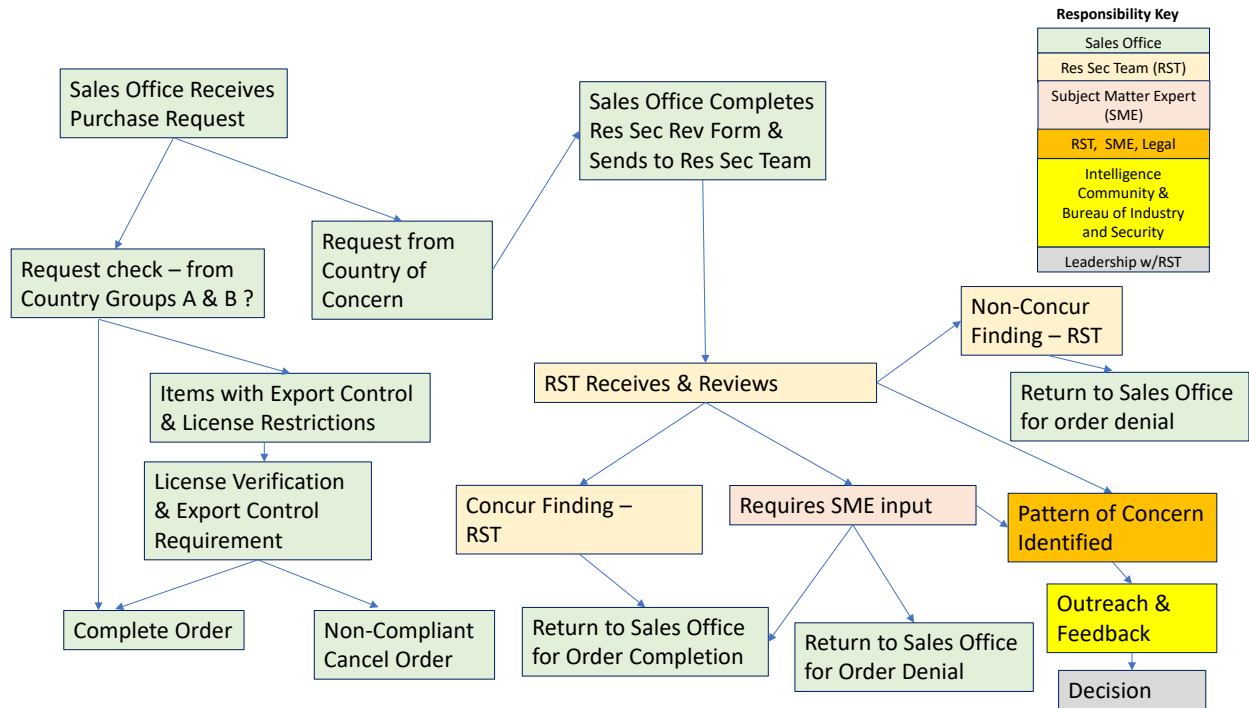 Responsibility Key
Sales Office
Res Sec Team (RST)
Subject Matter Expert
(SME)
RST, SME, Legal
Intelligence
Community &
Bureau of Industry
and Security
Leadership w/RST
Sales Office Receives
Purchase Request
Sales Office Completes
Res Sec Rev Form &
Sends to Res Sec Team
Request from
Country of
Concern
Request check – from
Country Groups A & B ?
Non-Concur
Finding – RST
RST Receives & Reviews
Return to Sales Office
for order denial
Items with Export Control
& License Restrictions
License Verification
& Export Control
Requirement
Concur Finding –
RST
Requires SME input
Pattern of Concern
Identified
Complete Order
Non-Compliant
Cancel Order
Return to Sales Office
for Order Completion
Return to Sales Office
for Order Denial
Outreach &
Feedback
Decision